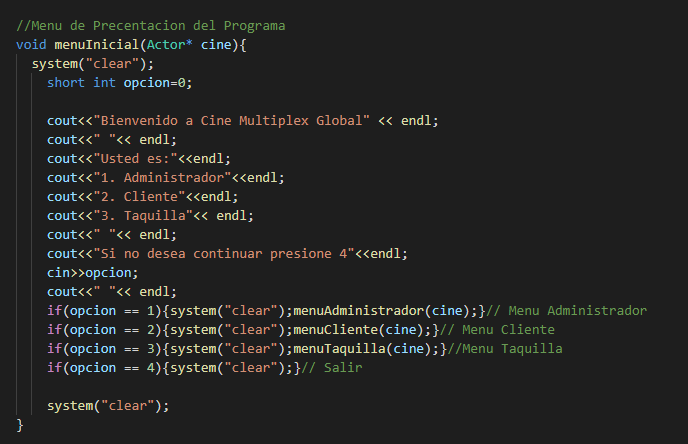 //Menu de Precentacion del Programa
void menuInicial(Actor* cine){
system("clear");
short int opcion=0;
cout<<"Bienvenido a Cine Multiplex Global" << endl;
cout<<" "<< endl;
cout<<"Usted es:"<<endl;
cout<<"1. Administrador"<<endl;
cout<<"2. Cliente"<<endl;
cout<<"3. Taquilla"<< endl;
cout<<" "<< endl;
cout<<"Si no desea continuar presione 4"<<endl;
cin>>opcion;
cout<<" "<< endl;
if(opcion == 1){system("clear");menuAdministrador(cine);}// Menu Administrador
if(opcion == 2){system("clear");menuCliente(cine);}// Menu Cliente
if(opcion == 3){system("clear");menuTaquilla(cine);}//Menu Taquilla
if(opcion == 4){system("clear");}// Salir
system("clear");
}